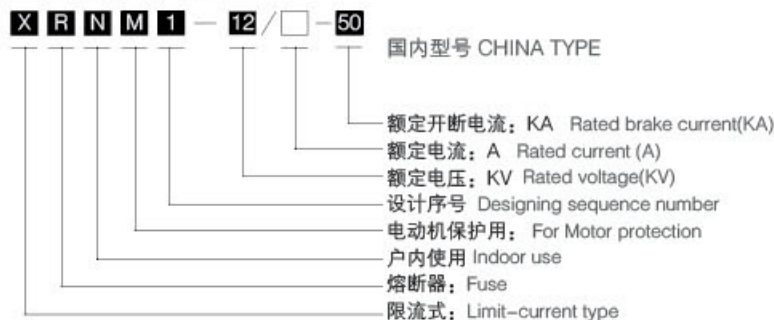 XRNM1-12/□-50
国内型号 CHINA TYPE
额定开断电流：KA Rated brake current(KA)
额定电流：A Rated current (A)
额定电压：KV Rated voltage(KV)
设计序号 Designing sequence number
电动机保护用： For Motor protection
户内使用 Indoor use
熔断器：Fuse
限流式：Limit-current type